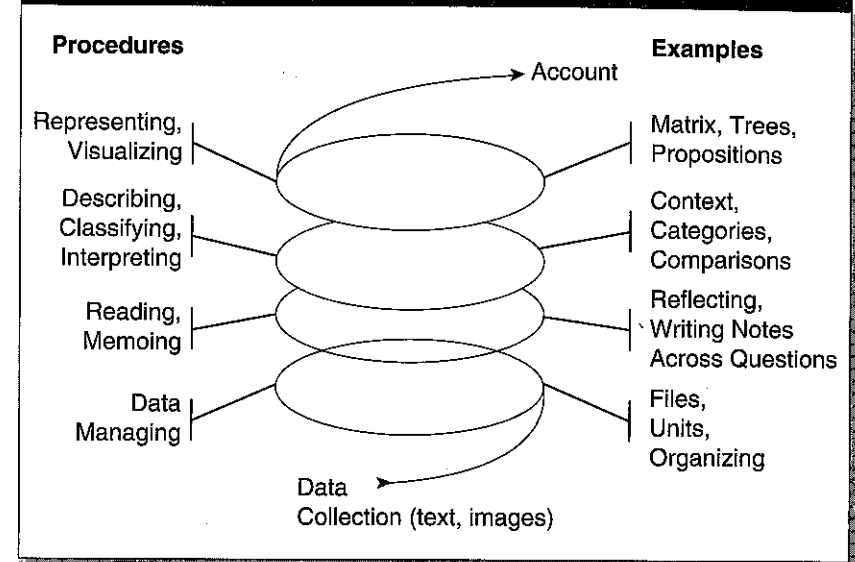 Procedures
Examples
Account
Representing,
Visualizing
Matrix, Trees,
Propositions
Describing,
Classifying,
Interpreting
Context,
Categories,
Comparisons
Reading,
Memoing
Reflecting,
Writing Notes
Across Questions
Data
Managing
Files,
Units,
Organizing
Data
Collection (text, images)